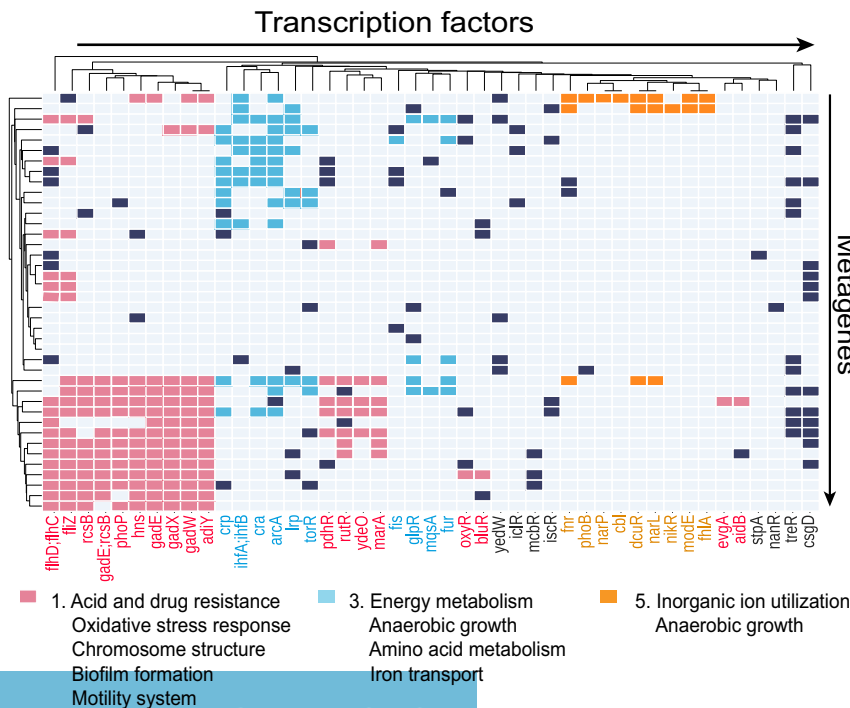 Transcription factors
Metagenes
flhD;flhC
fliZ
rcsB
gadE;rcsB
phoP
hns
gadE
gadX
gadW
adiY
crp
ihfA;ihfB
cra
arcA
lrp
torR
pdhR
rutR
ydeO
marA
fis
glpR
mqsA
fur
oxyR
bluR
yedW
iclR
mcbR
iscR
fnr
phoB
narP
cbl
dcuR
narL
nikR
modE
fhlA
evgA
aidB
stpA
nanR
treR
csgD
1. Acid and drug resistance
Oxidative stress response
Chromosome structure
Biofilm formation
Motility system
3. Energy metabolism
Anaerobic growth
Amino acid metabolism
Iron transport
5. Inorganic ion utilization
Anaerobic growth